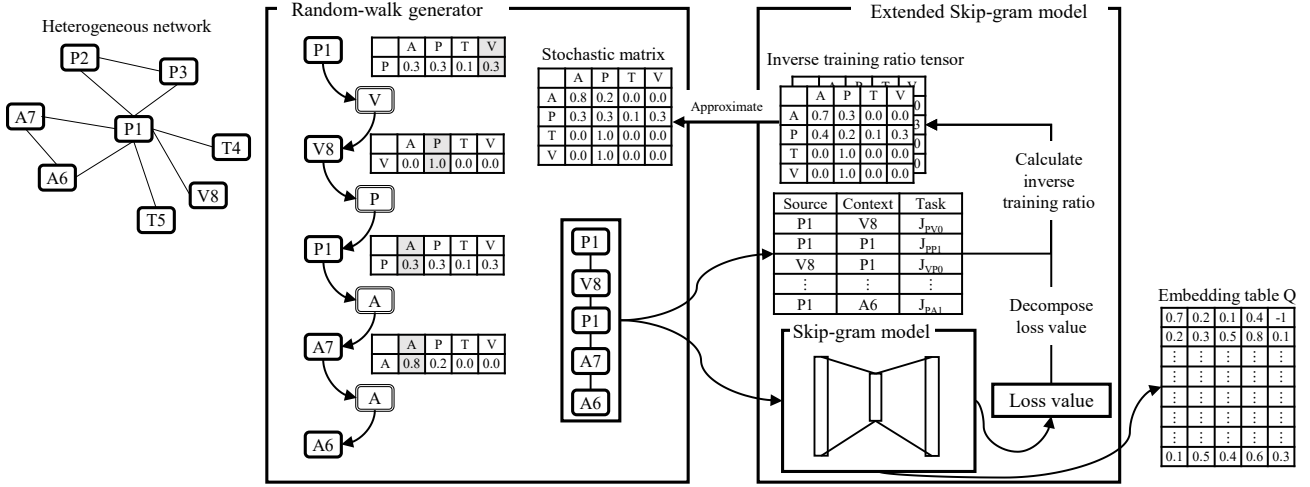 Heterogeneous network
P2
P3
A7
P1
T4
A6
V8
T5
Random-walk generator
P1
A P T V
P 0.3 0.3 0.1 0.3
V
V8
A P T V
V 0.0 1.0 0.0 0.0
P
P1
A P T V
P 0.3 0.3 0.1 0.3
A
A7
A P T V
A 0.8 0.2 0.0 0.0
A
A6
Stochastic matrix
A P T V
A 0.8 0.2 0.0 0.0
P 0.3 0.3 0.1 0.3
T 0.0 1.0 0.0 0.0
V 0.0 1.0 0.0 0.0
P1
V8
P1
A7
A6
Approximate
Extended Skip-gram model
Inverse training ratio tensor
A P T V
A 0.7 0.3 0.0 0.0
P 0.4 0.2 0.1 0.3
T 0.0 1.0 0.0 0.0
V 0.0 1.0 0.0 0.0
Calculate
inverse
training ratio
Source Context Task
P1 V8 J_PV0
P1 P1 J_PP1
V8 P1 J_VP0
⋮ ⋮ ⋮
P1 A6 J_PA1
Decompose
loss value
Skip-gram model
Loss value
Embedding table Q
0.7 0.2 0.1 0.4 -1
0.2 0.3 0.5 0.8 0.1
⋮ ⋮ ⋮ ⋮ ⋮
⋮ ⋮ ⋮ ⋮ ⋮
⋮ ⋮ ⋮ ⋮ ⋮
⋮ ⋮ ⋮ ⋮ ⋮
⋮ ⋮ ⋮ ⋮ ⋮
0.1 0.5 0.4 0.6 0.3